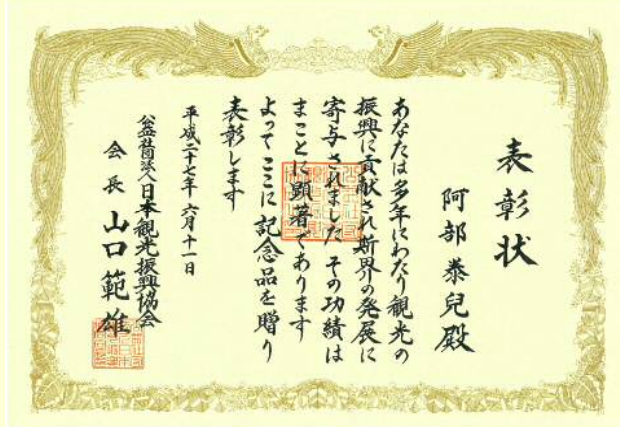 表彰状
阿部泰兒殿
あなたは多年にわたり観光の
振興に貢献され斯界の発展に
寄与されました その功績は
まことに顕著であります
よってここに記念品を贈り
表彰します
平成二十七年 六月十一日
公益社団法人日本観光振興協会
会長 山口範雄